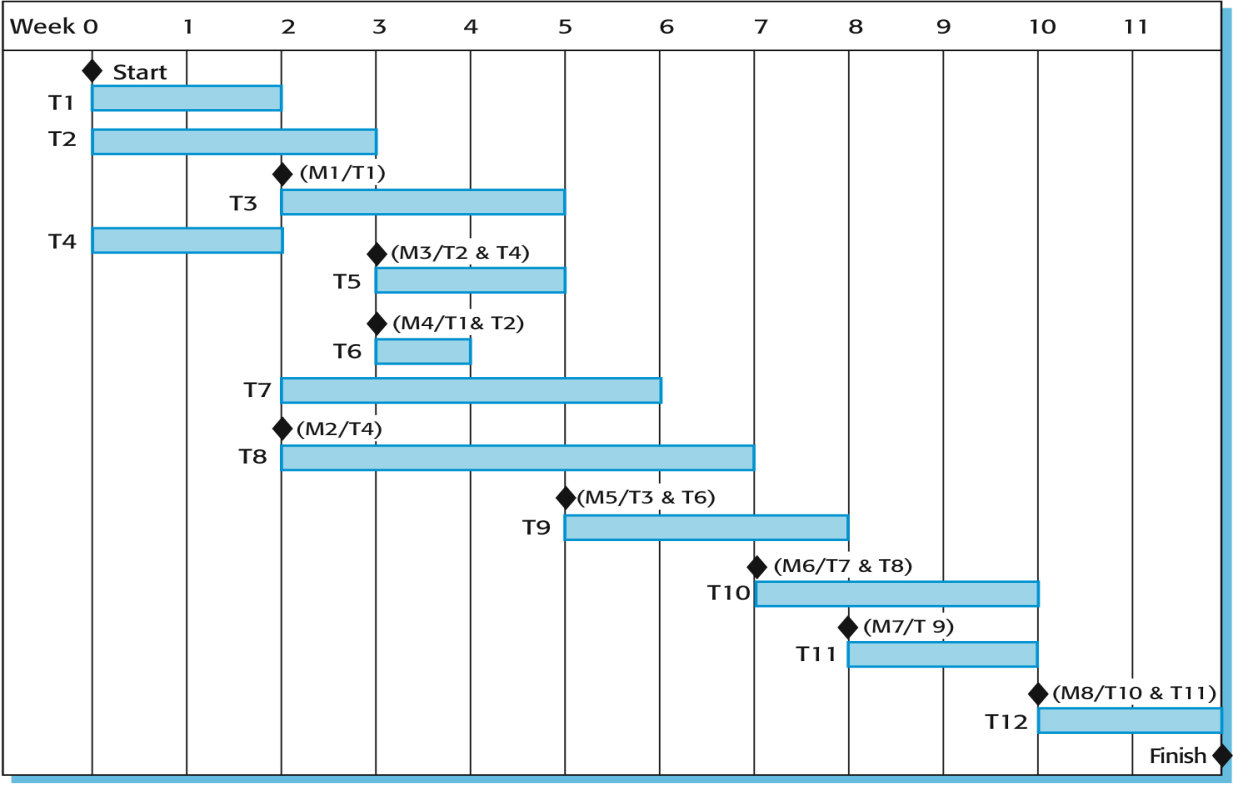 Week 0 1 2 3 4 5 6 7 8 9 10 11
Start
T1
T2
(M1/T1)
T3
T4
(M3/T2 & T4)
T5
(M4/T1& T2)
T6
T7
(M2/T4)
T8
(M5/T3 & T6)
T9
(M6/T7 & T8)
T10
(M7/T 9)
T11
(M8/T10 & T11)
T12
Finish